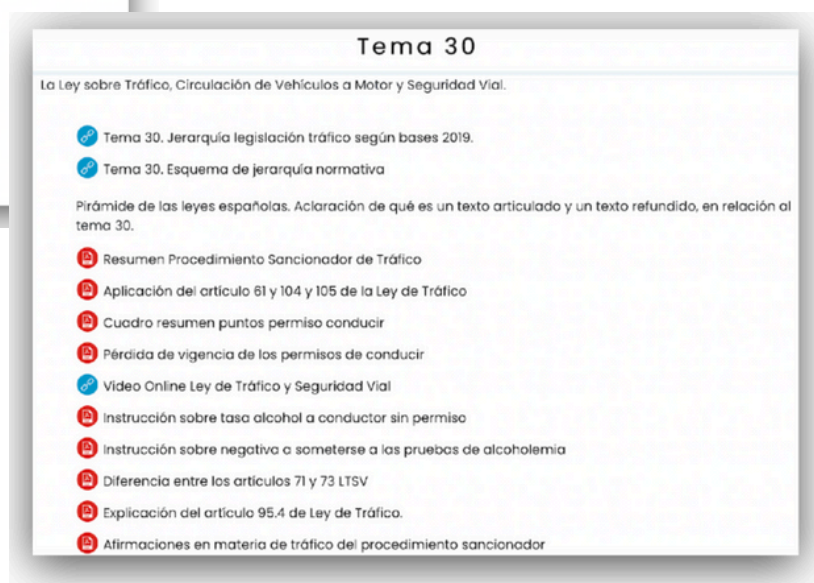 Tema 30
La Ley sobre Tráfico, Circulación de Vehículos a Motor y Seguridad Vial.
Tema 30. Jerarquía legislación tráfico según bases 2019.
Tema 30. Esquema de jerarquía normativa
Pirámide de las leyes españolas. Aclaración de qué es un texto articulado y un texto refundido, en relación al
tema 30.
Resumen Procedimiento Sancionador de Tráfico
Aplicación del artículo 61 y 104 y 105 de la Ley de Tráfico
Cuadro resumen puntos permiso conducir
Pérdida de vigencia de los permisos de conducir
Video Online Ley de Tráfico y Seguridad Vial
Instrucción sobre tasa alcohol a conductor sin permiso
Instrucción sobre negativa a someterse a las pruebas de alcoholemia
Diferencia entre los artículos 71 y 73 LTSV
Explicación del artículo 95.4 de Ley de Tráfico.
Afirmaciones en materia de tráfico del procedimiento sancionador